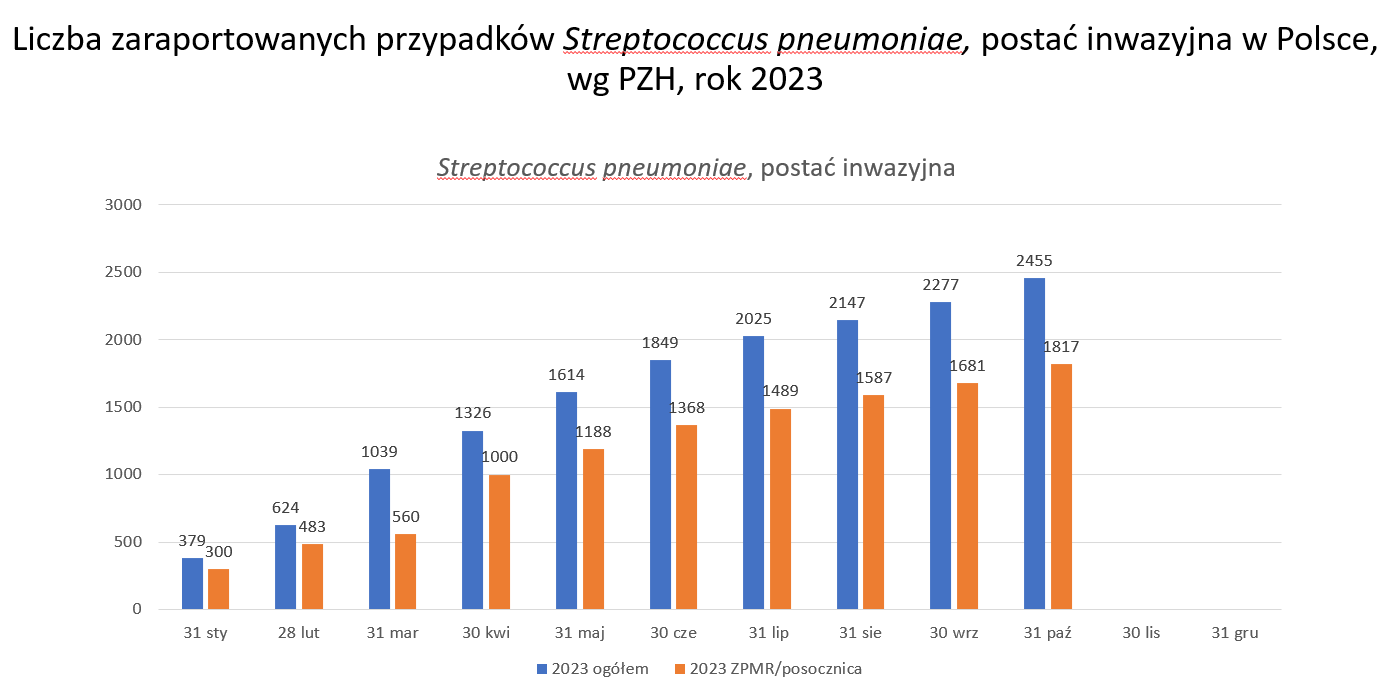 Liczba zaraportowanych przypadków Streptococcus pneumoniae, postać inwazyjna w Polsce,
wg PZH, rok 2023
Streptococcus pneumoniae, postać inwazyjna
3000
2500
2000
1500
1000
500
0
379
300
624
483
1039
560
1326
1000
1614
1188
1849
1368
2025
1489
2147
1587
2277
1681
2455
1817
31 sty
28 lut
31 mar
30 kwi
31 maj
30 cze
31 lip
31 sie
30 wrz
31 paź
30 lis
31 gru
2023 ogółem
2023 ZPMR/posocznica